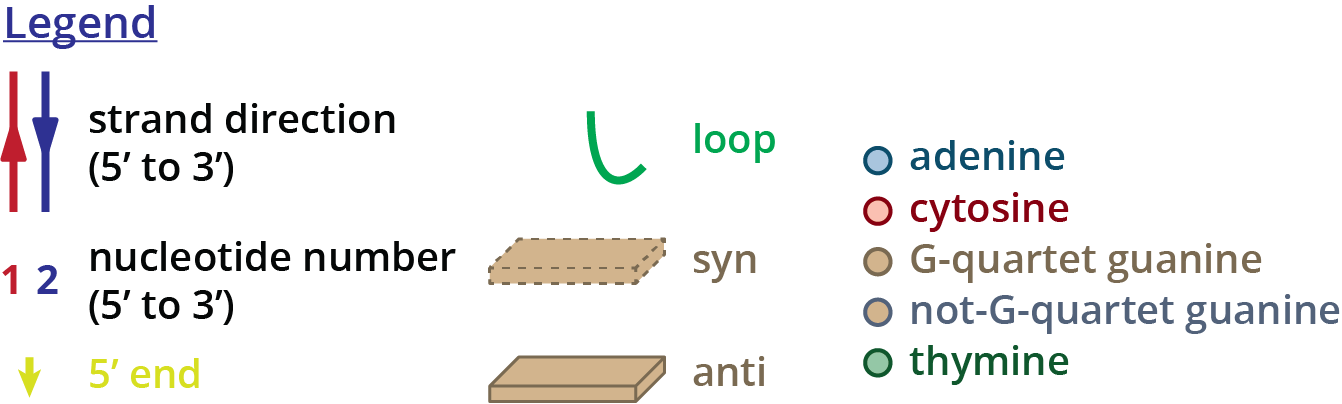 Legend
strand direction
(5’ to 3’)
1 2 nucleotide number
(5’ to 3’)
5’ end
loop
syn
anti
adenine
cytosine
G-quartet guanine
not-G-quartet guanine
thymine